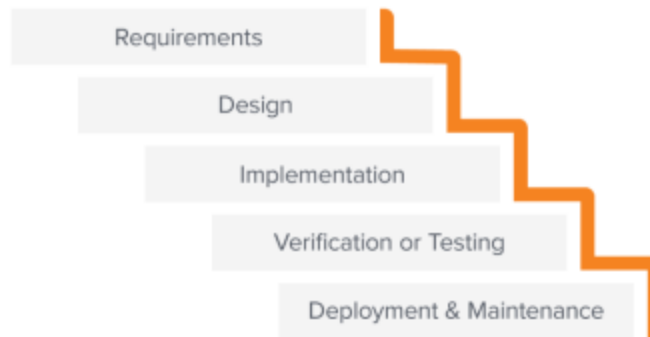 Requirements
Design
Implementation
Verification or Testing
Deployment & Maintenance